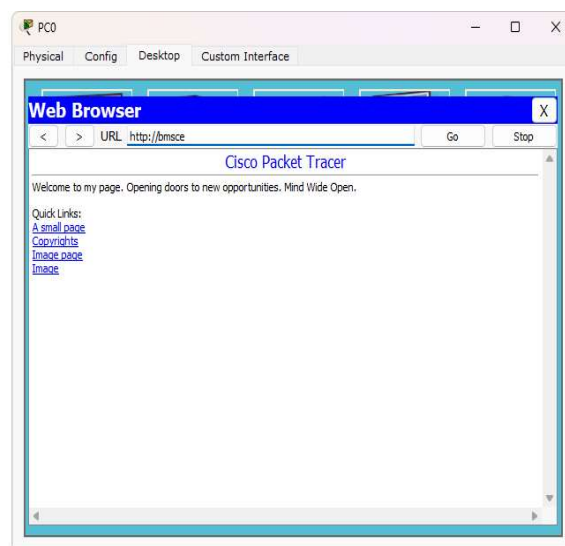 PC0
Physical Config Desktop Custom Interface
Web Browser X
< > URL http://bmsce Go Stop
Cisco Packet Tracer
Welcome to my page. Opening doors to new opportunities. Mind Wide Open.
Quick Links:
A small page
Copyrights
Image page
Image